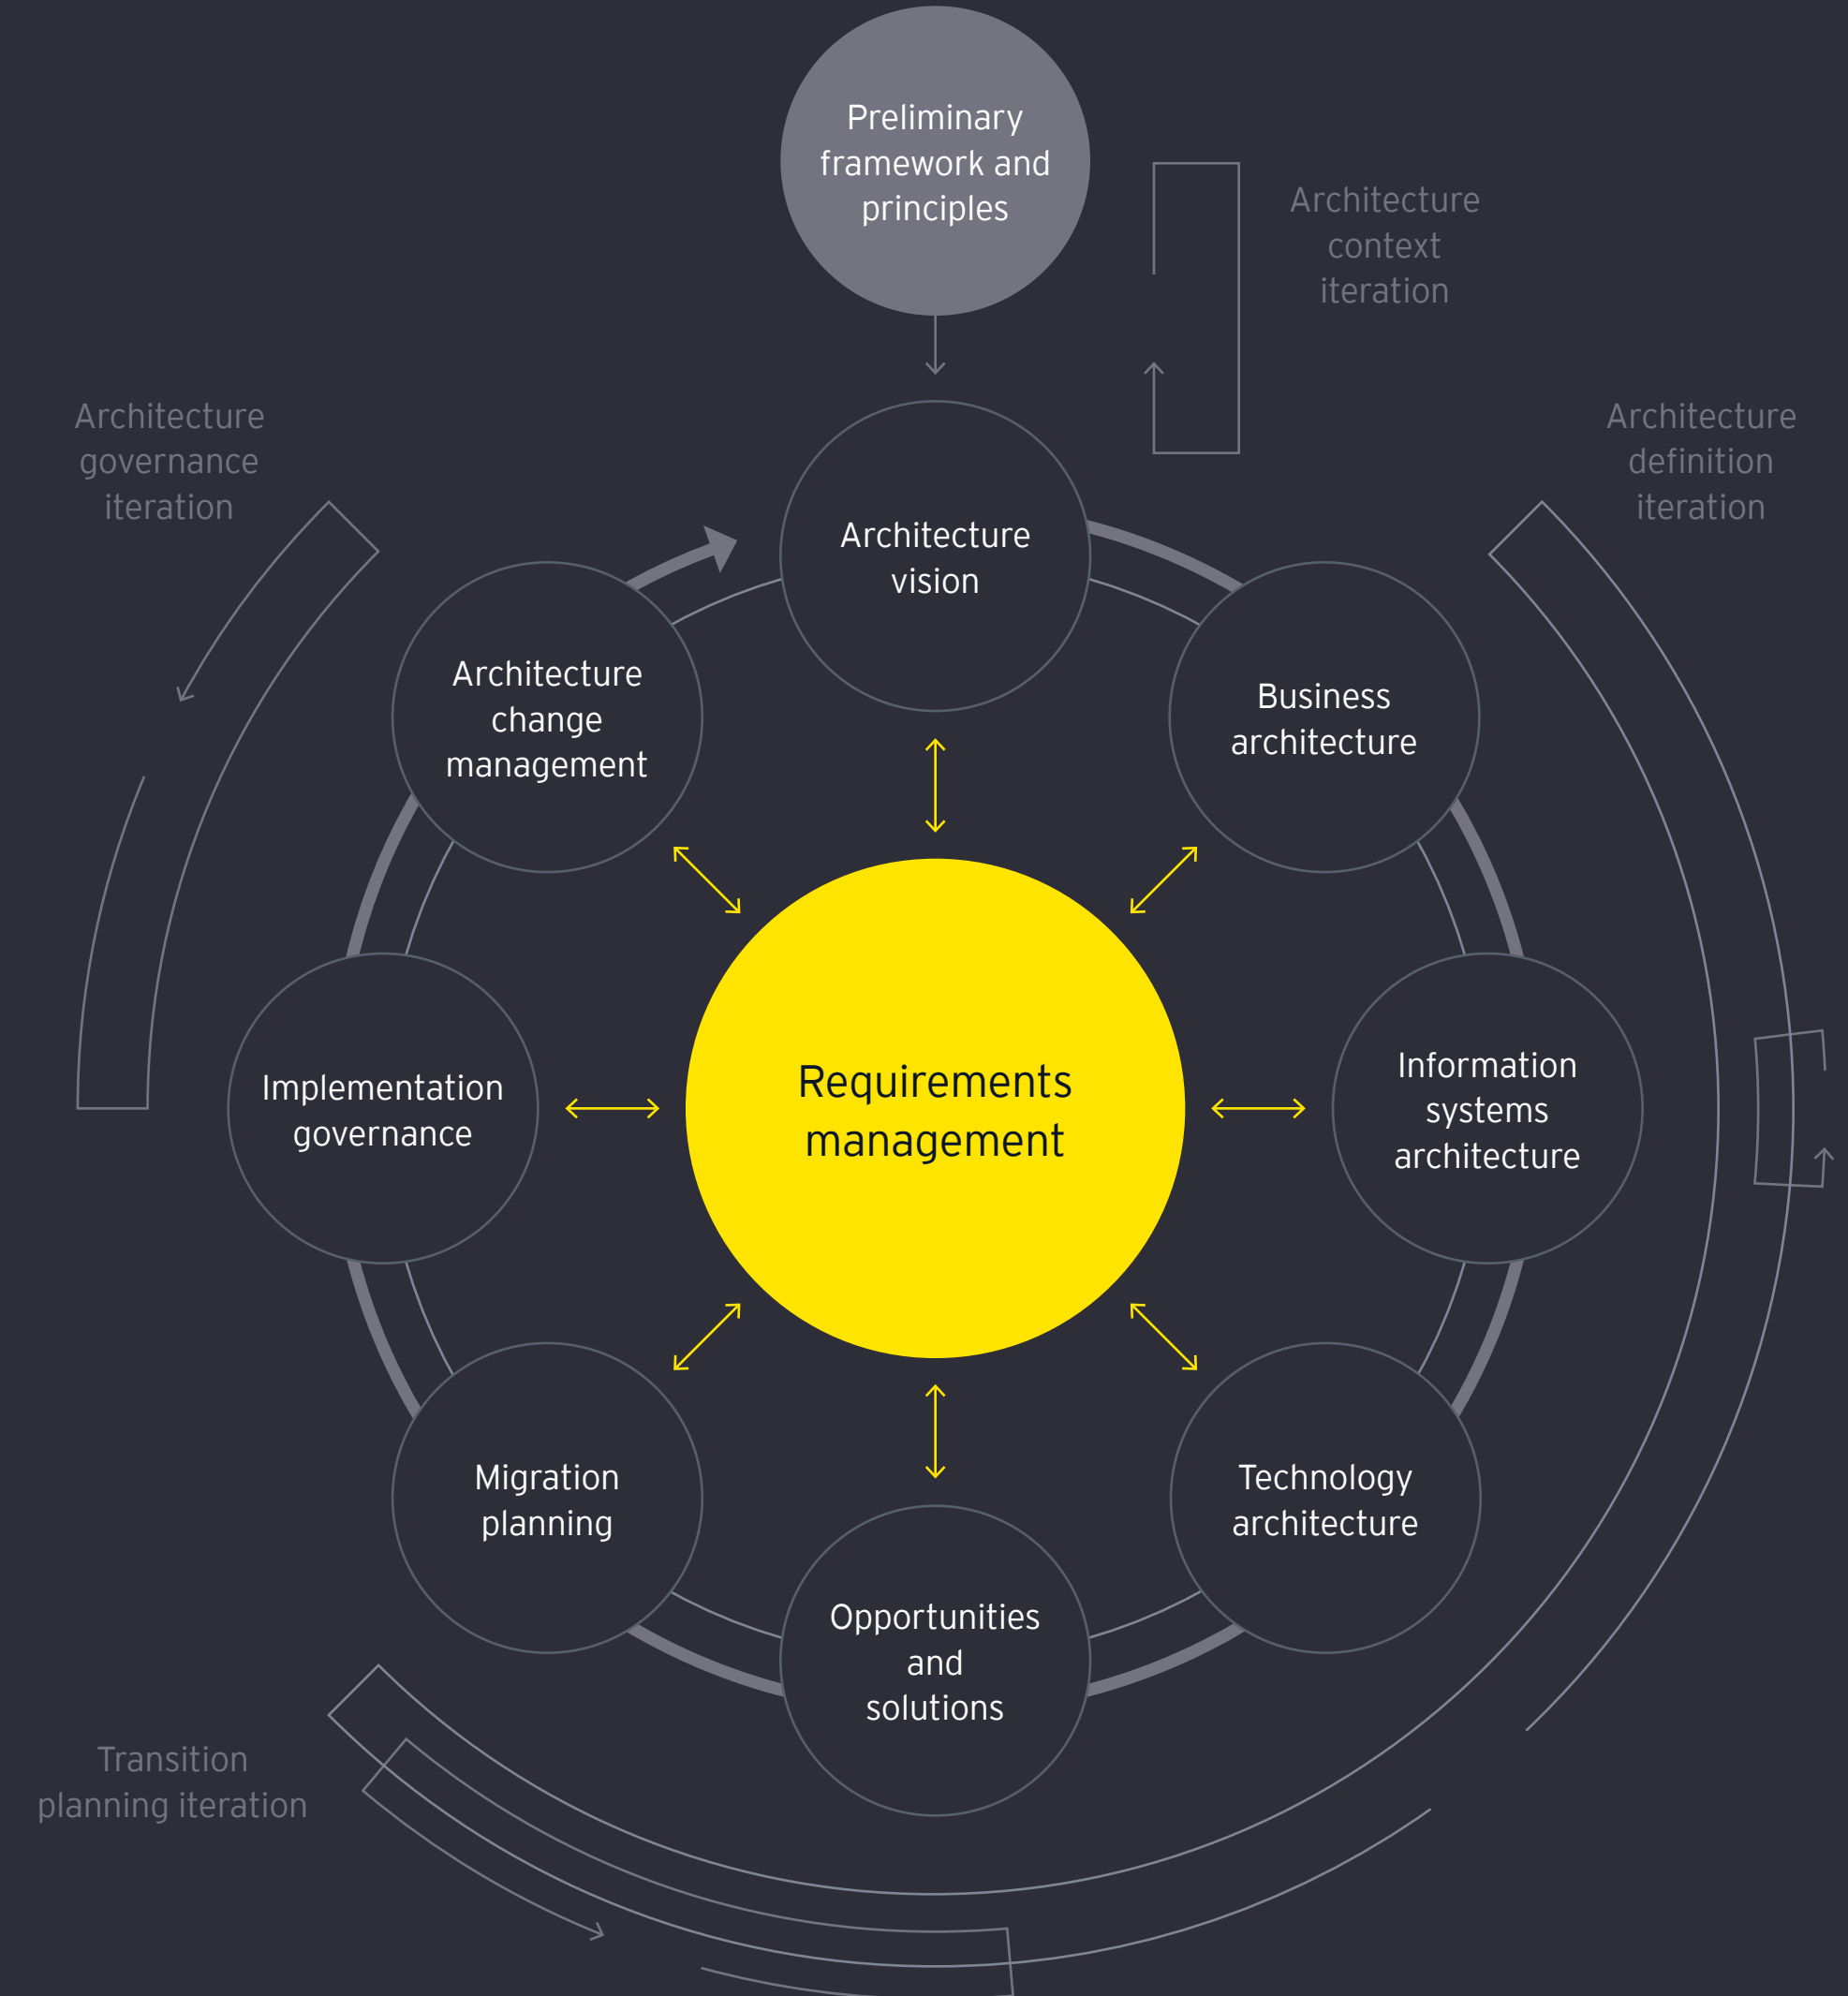 Preliminary
framework and
principles
Architecture
context
iteration
Architecture
governance
iteration
Architecture
definition
iteration
Architecture
vision
Architecture
change
management
Business
architecture
Requirements
management
Implementation
governance
Information
systems
architecture
Migration
planning
Technology
architecture
Opportunities
and
solutions
Transition
planning iteration